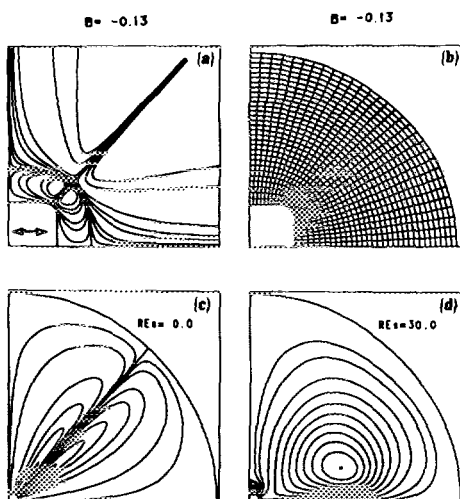 B= -0.13
B= -0.13
(a)
(b)
(c)
REs= 0.0
(d)
REs=30.0